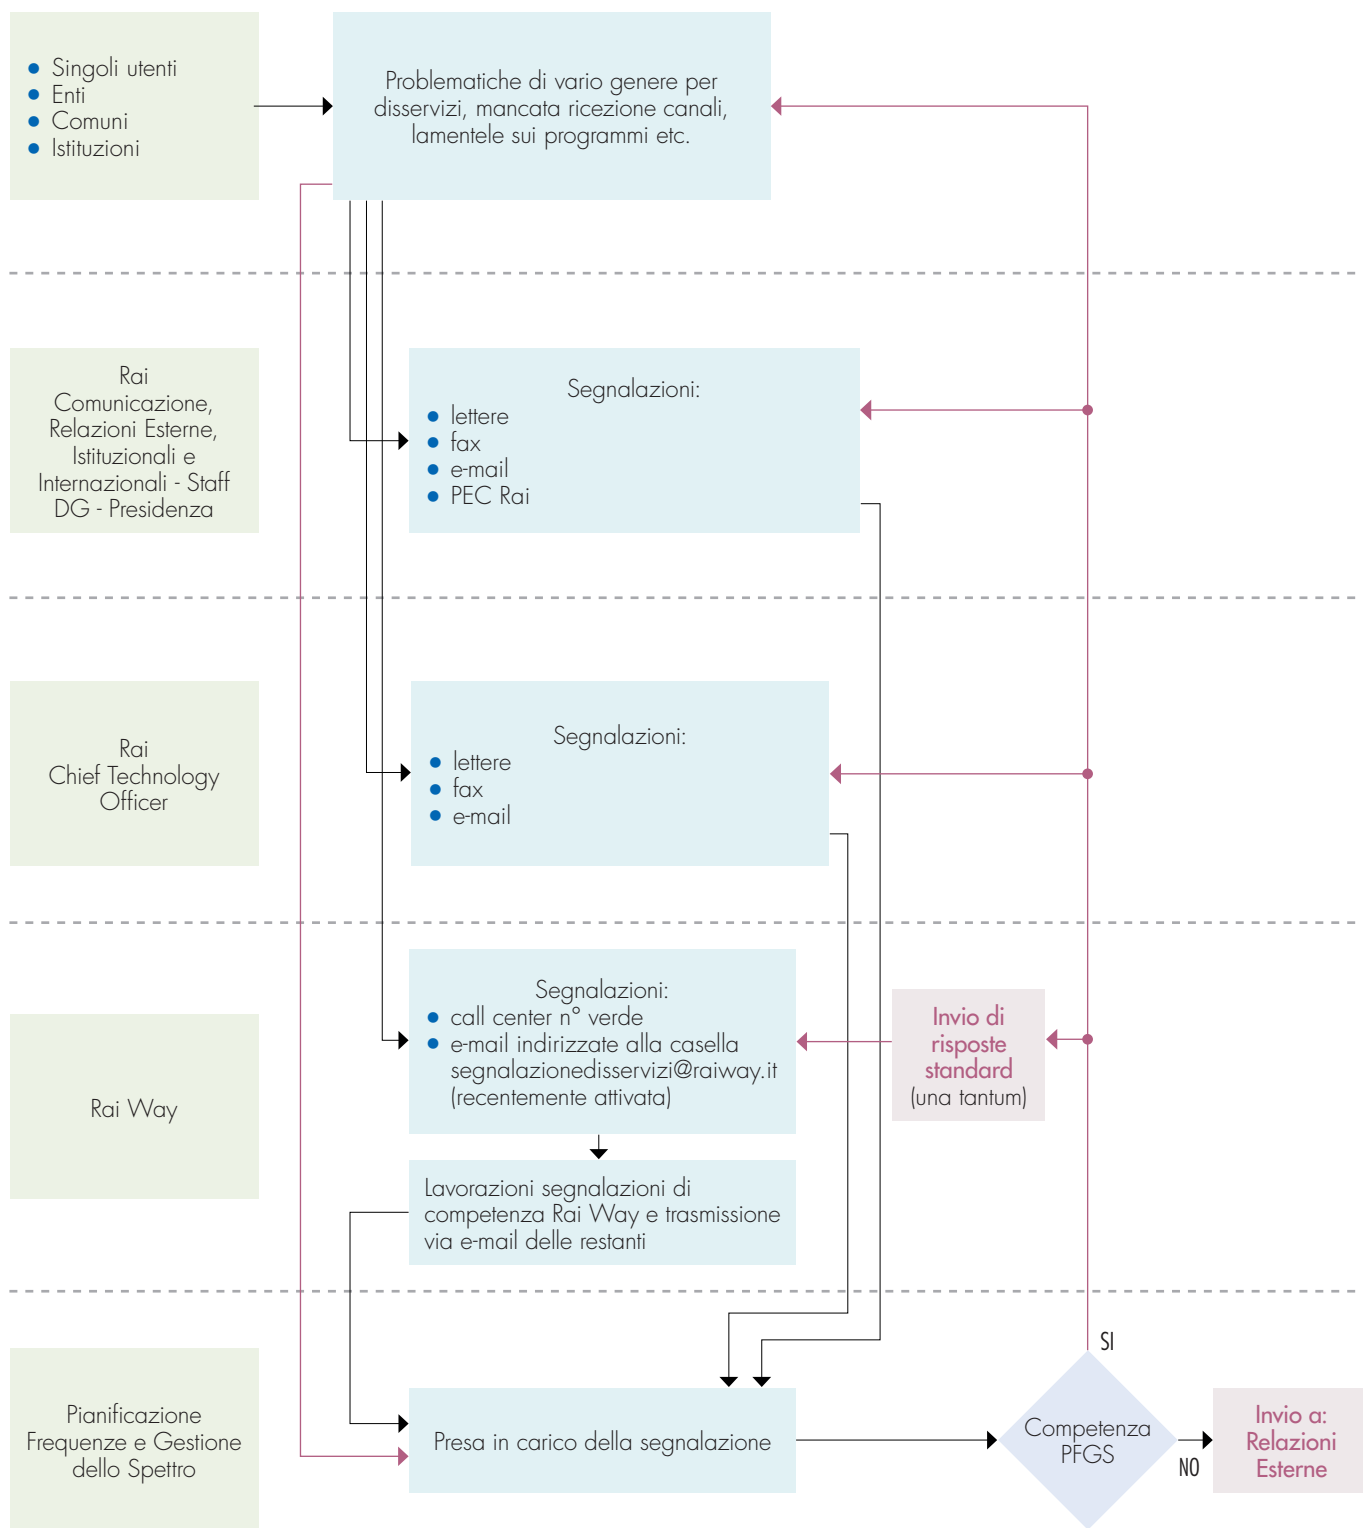 Singoli utenti
Enti
Comuni
Istituzioni
Problematiche di vario genere per
disservizi, mancata ricezione canali,
lamentele sui programmi etc.
Rai
Comunicazione,
Relazioni Esterne,
Istituzionali e
Internazionali - Staff
DG - Presidenza
Segnalazioni:
lettere
fax
e-mail
PEC Rai
Rai
Chief Technology
Officer
Segnalazioni:
lettere
fax
e-mail
Rai Way
Segnalazioni:
call center n° verde
e-mail indirizzate alla casella
segnalazionedisservizi@raiway.it
(recentemente attivata)
Invio di
risposte
standard
(una tantum)
Lavorazioni segnalazioni di
competenza Rai Way e trasmissione
via e-mail delle restanti
Pianificazione
Frequenze e Gestione
dello Spettro
Presa in carico della segnalazione
SI
Competenza
PFGS
NO
Invio a:
Relazioni
Esterne